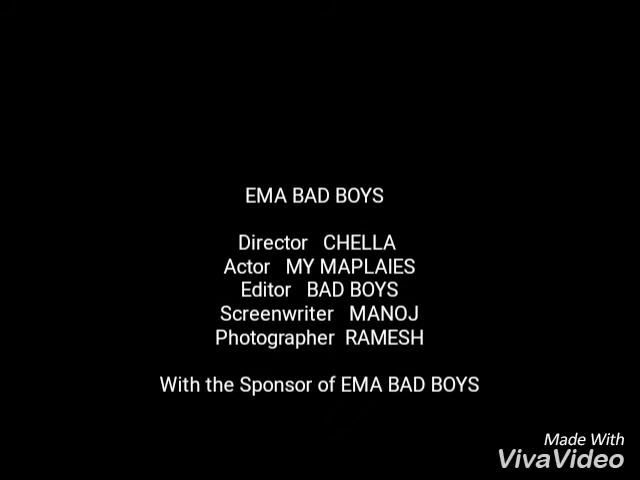 EMA BAD BOYS
Director CHELLA
Actor MY MAPLAIES
Editor BAD BOYS
Screenwriter MANOJ
Photographer RAMESH
With the Sponsor of EMA BAD BOYS
Made With
VivaVideo